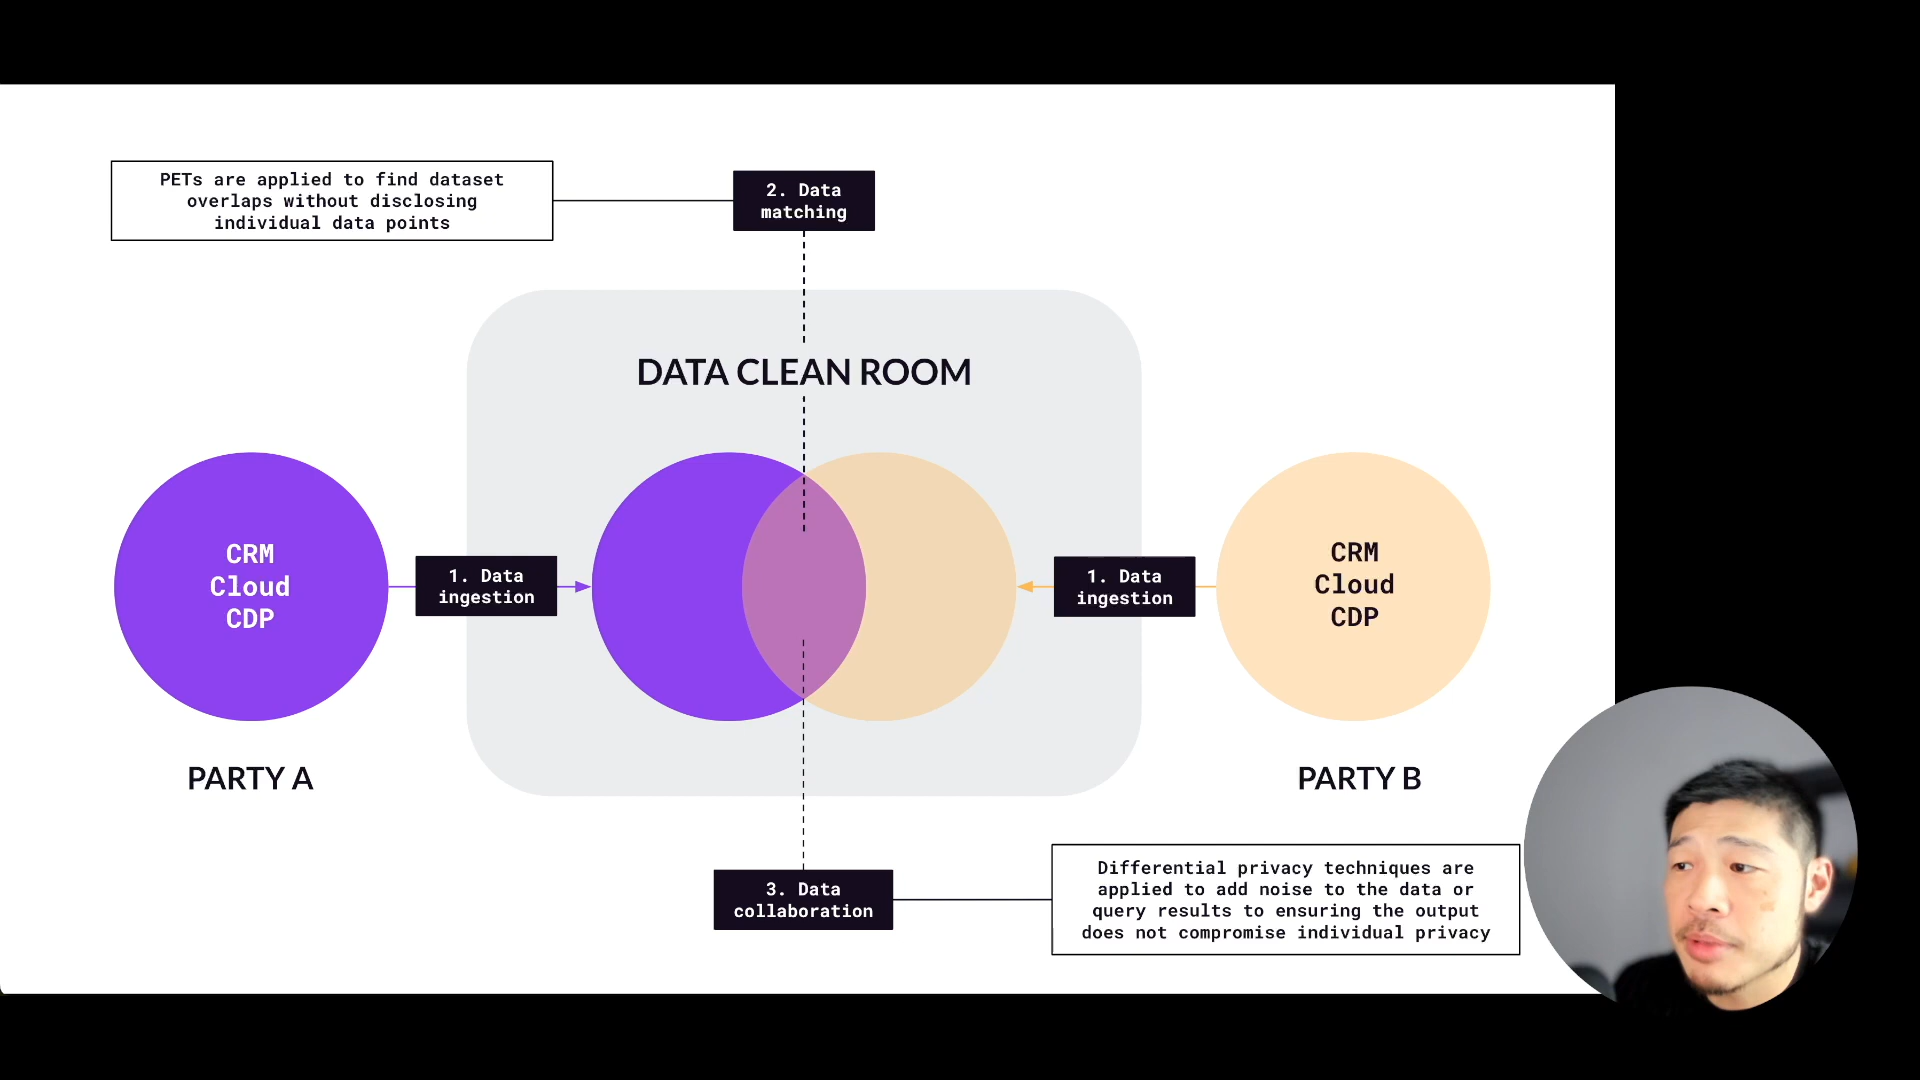 PETs are applied to find dataset
overlaps without disclosing
individual data points
2. Data
matching
DATA CLEAN ROOM
CRM
Cloud
CDP
1. Data
ingestion
1. Data
ingestion
CRM
Cloud
CDP
PARTY A
PARTY B
3. Data
collaboration
Differential privacy techniques are
applied to add noise to the data or
query results to ensuring the output
does not compromise individual privacy